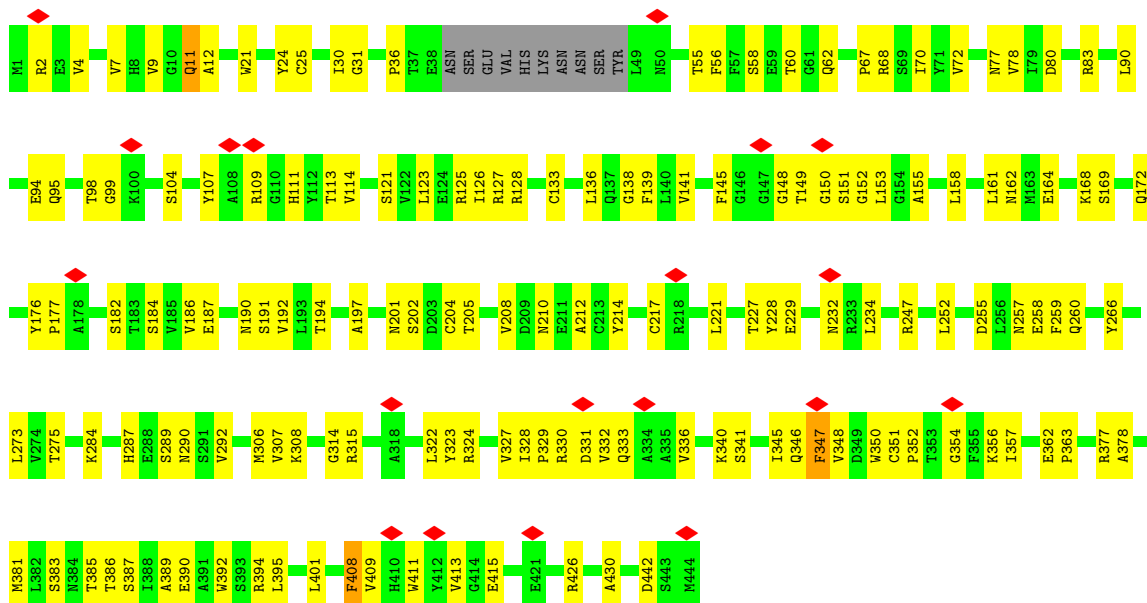 M1 R2 E3 V4 V7 H8 V9 G10 Q11 A12 W21 Y24 C25 I30 G31 P36 T37 E38 ASN SER GLU VAL HIS LYS ASN ASN SER TYR L49 N50 T55 F56 F57 S58 E59 T60 G61 Q62 P67 R68 S69 I70 Y71 V72 N77 V78 I79 D80 R83 L90
E94 Q95 T98 G99 K100 S104 Y107 A108 R109 G110 H111 Y112 T113 V114 S121 V122 L123 E124 R125 I126 R127 R128 C133 L136 Q137 G138 F139 L140 V141 F145 G146 G147 G148 T149 G150 S151 G152 L153 G154 A155 L158 L161 N162 M163 E164 K168 S169 Q172
Y176 P177 A178 S182 T183 S184 V185 V186 E187 N190 S191 V192 L193 T194 A197 N201 S202 D203 C204 T205 V208 D209 N210 E211 A212 C213 Y214 C217 R218 L221 T227 Y228 E229 N232 R233 L234 R247 L252 D255 L256 N257 E258 F259 Q260 Y266
L273 V274 T275 K284 H287 E288 S289 N290 S291 V292 M306 V307 K308 G314 R315 A318 L322 Y323 R324 V327 I328 P329 R330 D331 V332 Q333 A334 A335 V336 K340 S341 I345 Q346 F347 V348 D349 W350 C351 P352 T353 G354 F355 K356 I357 E362 P363 R377 A378
M381 L382 S383 N384 T385 T386 S387 I388 A389 E390 A391 W392 S393 R394 L395 L401 F408 V409 H410 W411 Y412 V413 G414 E415 E421 R426 A430 D442 S443 M444